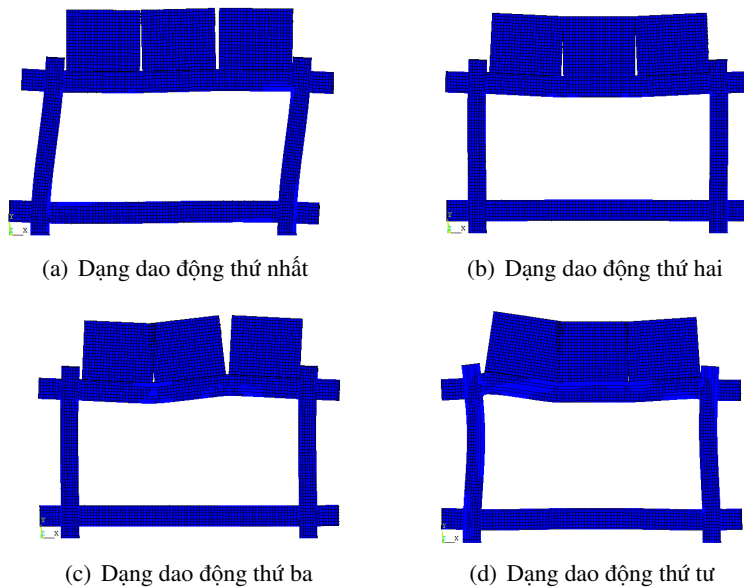 (a) Dạng dao động thứ nhất
(b) Dạng dao động thứ hai
(c) Dạng dao động thứ ba
(d) Dạng dao động thứ tư
Y
X
Y
X
Y
X
Y
X